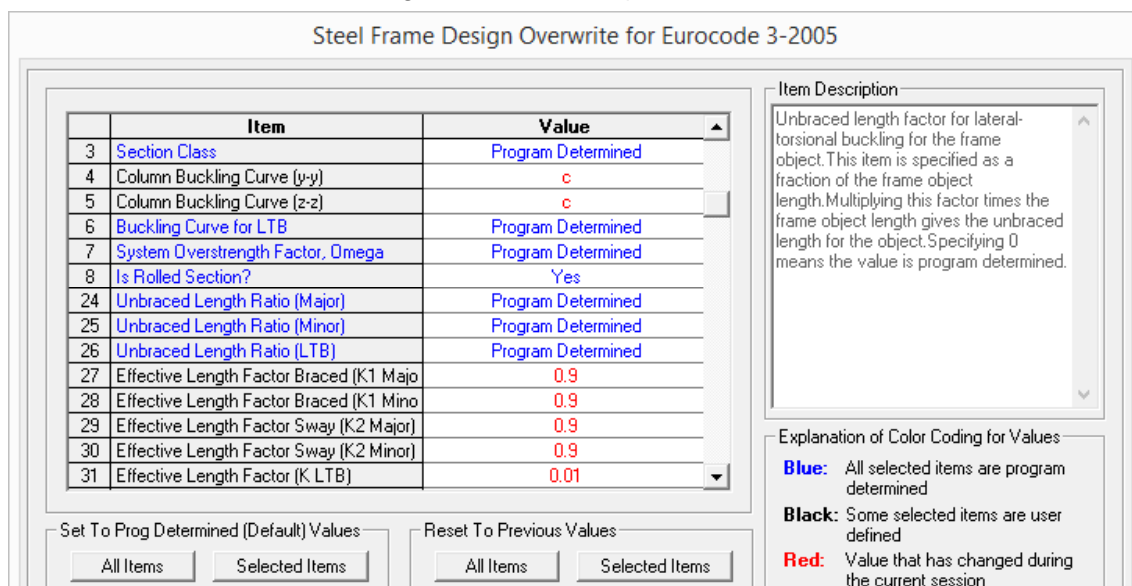 Steel Frame Design Overwrite for Eurocode 3-2005
Item Value
3 Section Class Program Determined
4 Column Buckling Curve (y-y) c
5 Column Buckling Curve (z-z) c
6 Buckling Curve for LTB Program Determined
7 System Overstrength Factor, Omega Program Determined
8 Is Rolled Section? Yes
24 Unbraced Length Ratio (Major) Program Determined
25 Unbraced Length Ratio (Minor) Program Determined
26 Unbraced Length Ratio (LTB) Program Determined
27 Effective Length Factor Braced (K1 Majo 0.9
28 Effective Length Factor Braced (K1 Mino 0.9
29 Effective Length Factor Sway (K2 Major) 0.9
30 Effective Length Factor Sway (K2 Minor) 0.9
31 Effective Length Factor (K LTB) 0.01
Set To Prog Determined (Default) Values
All Items Selected Items
Reset To Previous Values
All Items Selected Items
Item Description
Unbraced length factor for lateral-
torsional buckling for the frame
object.This item is specified as a
fraction of the frame object
length.Multiplying this factor times the
frame object length gives the unbraced
length for the object.Specifying 0
means the value is program determined.
Explanation of Color Coding for Values
Blue: All selected items are program
determined
Black: Some selected items are user
defined
Red: Value that has changed during
the current session